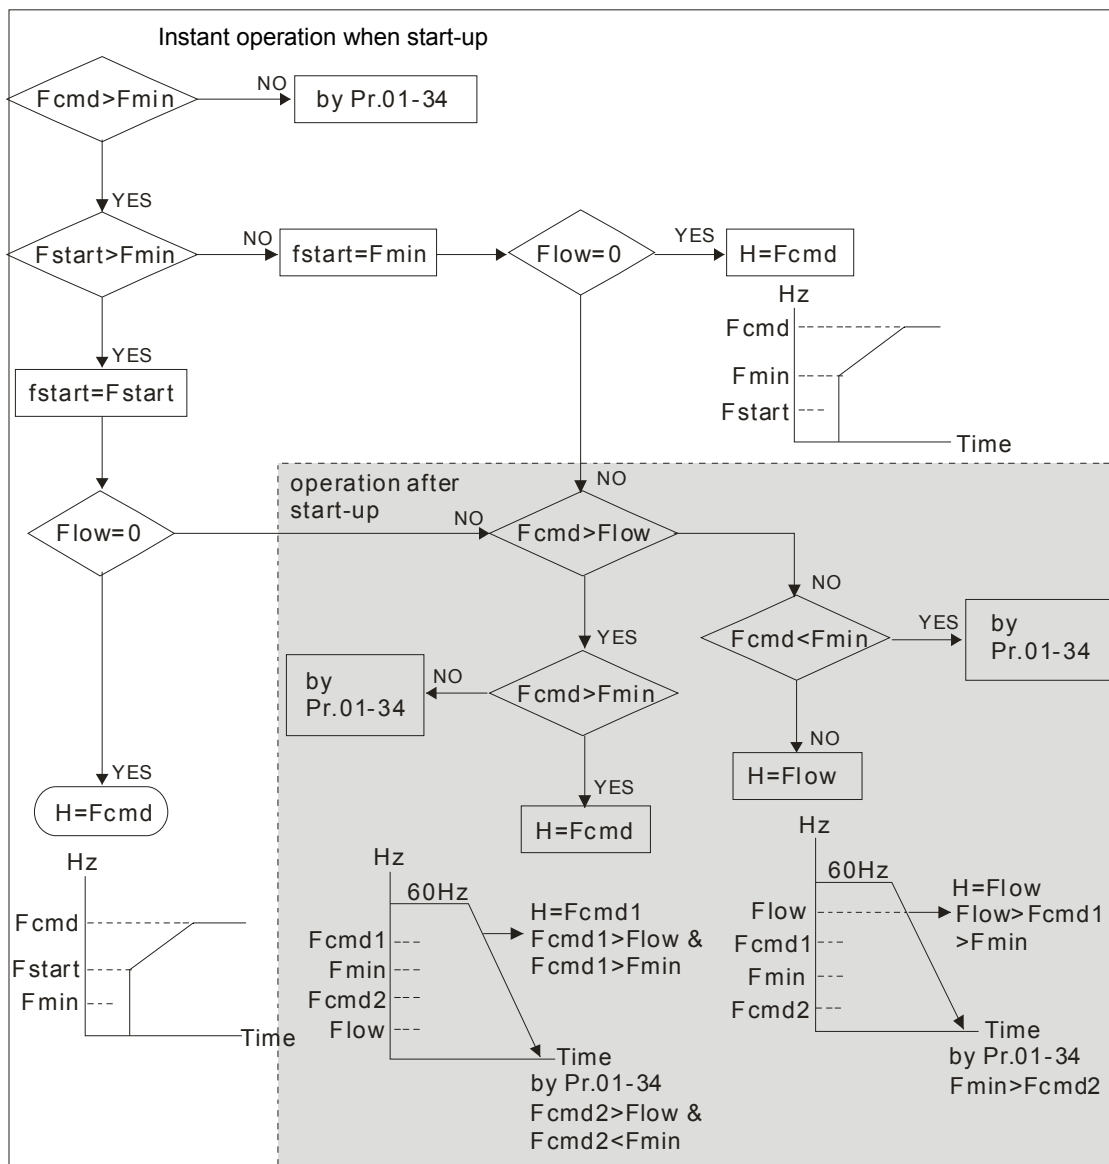 Instant operation when start-up
Fcmd>Fmin
NO
by Pr.01-34
YES
Fstart>Fmin
NO
fstart=Fmin
Flow=0
YES
H=Fcmd
Hz
Fcmd
Fmin
Fstart
Time
YES
fstart=Fstart
NO
operation after
start-up
Flow=0
NO
Fcmd>Flow
NO
YES
Fcmd<Fmin
YES
by
Pr.01-34
by
Pr.01-34
NO
Fcmd>Fmin
NO
H=Flow
YES
H=Fcmd
YES
H=Fcmd
Hz
Fcmd
Fstart
Fmin
Time
Hz
60Hz
Fcmd1
Fmin
Fcmd2
Flow
H=Fcmd1
Fcmd1>Flow &
Fcmd1>Fmin
Time
by Pr.01-34
Fcmd2>Flow &
Fcmd2<Fmin
Hz
60Hz
Flow
Fcmd1
Fmin
Fcmd2
H=Flow
Flow>Fcmd1
>Fmin
Time
by Pr.01-34
Fmin>Fcmd2